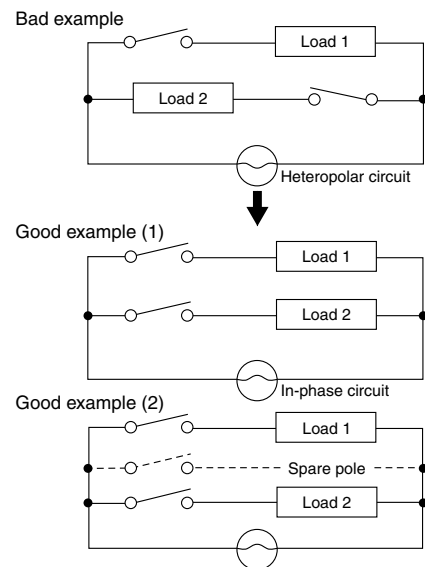 Bad example
Load 1
Load 2
Heteropolar circuit
Good example (1)
Load 1
Load 2
In-phase circuit
Good example (2)
Load 1
Spare pole
Load 2